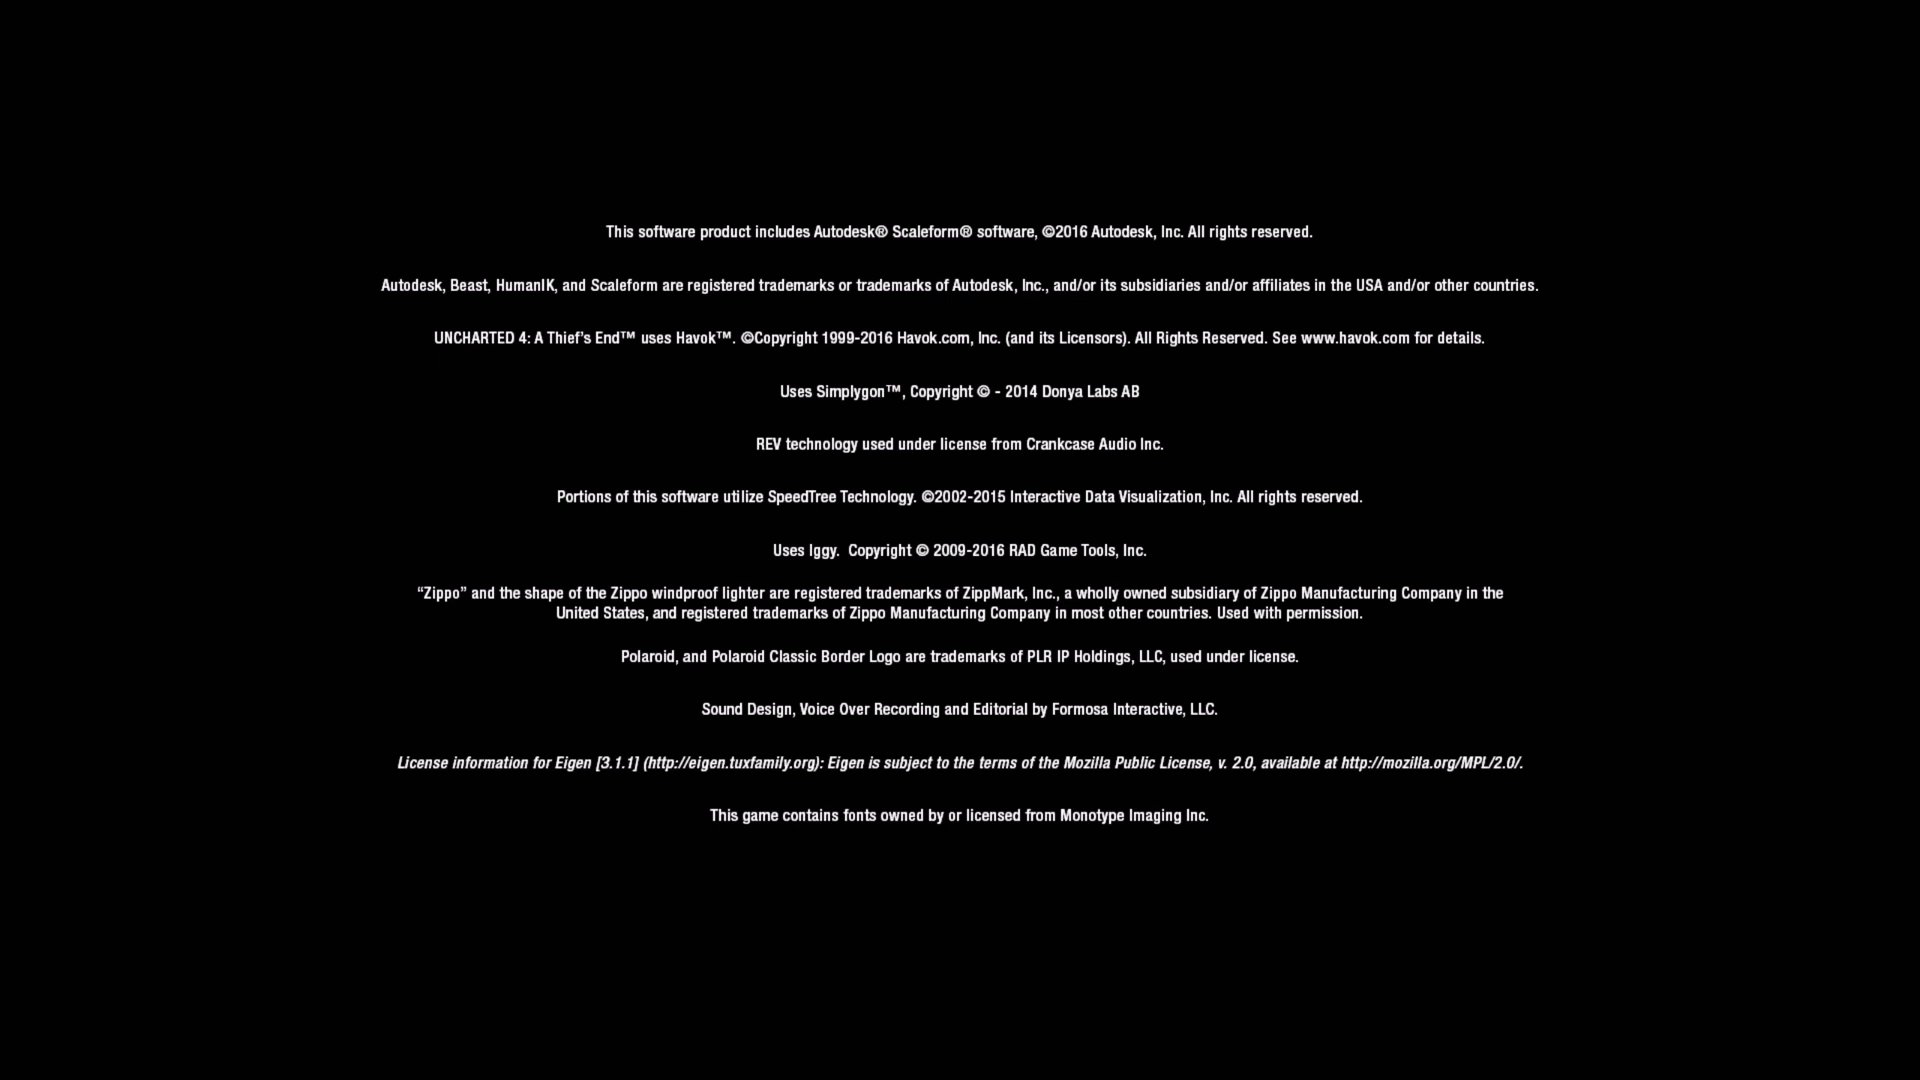 This software product includes Autodesk® Scaleform® software, ©2016 Autodesk, Inc. All rights reserved.
Autodesk, Beast, HumanIK, and Scaleform are registered trademarks or trademarks of Autodesk, Inc., and/or its subsidiaries and/or affiliates in the USA and/or other countries.
UNCHARTED 4: A Thief’s End™ uses Havok™. ©Copyright 1999-2016 Havok.com, Inc. (and its Licensors). All Rights Reserved. See www.havok.com for details.
Uses Simplygon™, Copyright © - 2014 Donya Labs AB
REV technology used under license from Crankcase Audio Inc.
Portions of this software utilize SpeedTree Technology. ©2002-2015 Interactive Data Visualization, Inc. All rights reserved.
Uses Iggy.  Copyright © 2009-2016 RAD Game Tools, Inc.
“Zippo” and the shape of the Zippo windproof lighter are registered trademarks of ZippMark, Inc., a wholly owned subsidiary of Zippo Manufacturing Company in the
United States, and registered trademarks of Zippo Manufacturing Company in most other countries. Used with permission.
Polaroid, and Polaroid Classic Border Logo are trademarks of PLR IP Holdings, LLC, used under license.
Sound Design, Voice Over Recording and Editorial by Formosa Interactive, LLC.
License information for Eigen [3.1.1] (http://eigen.tuxfamily.org): Eigen is subject to the terms of the Mozilla Public License, v. 2.0, available at http://mozilla.org/MPL/2.0/.
This game contains fonts owned by or licensed from Monotype Imaging Inc.